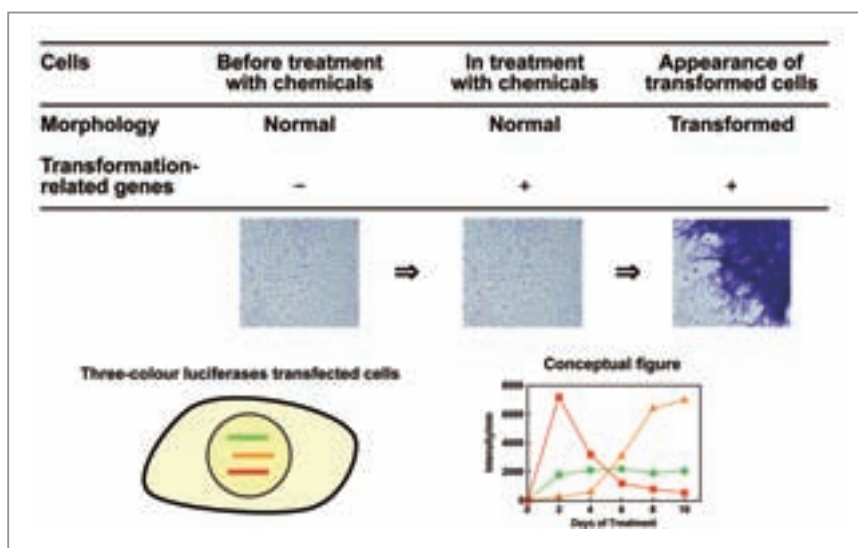 Cells Before treatment with chemicals In treatment with chemicals Appearance of transformed cells
Morphology Normal Normal Transformed
Transformation-related genes – + +
⇒ ⇒
Three-colour luciferases transfected cells
Conceptual figure
6000
2000
0
0 2 4 6 8 10
Days of Treatment